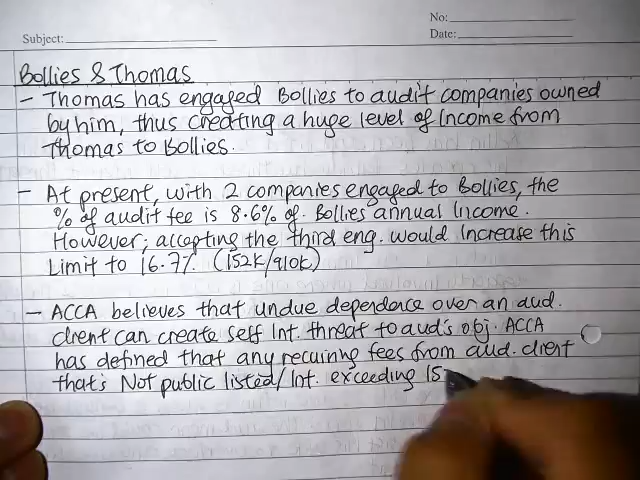 No:
Subject:
Date:
Bollies & Thomas
- Thomas has engaged Bollies to audit companies owned
by him, thus creating a huge level of Income from
Thomas to Bollies.
- At present, with 2 companies engaged to Bollies, the
% of audit fee is 8.6% of. Bollies annual Income.
However; accepting the third eng. would Increase this
Limit to 16.7% (152k/910k)
- ACCA believes that undue dependence over an aud.
client can create self Int. threat to aud's obj. ACCA
has defined that any recuiring fees from aud. client
that's Not public listed/Int. exceeding 15